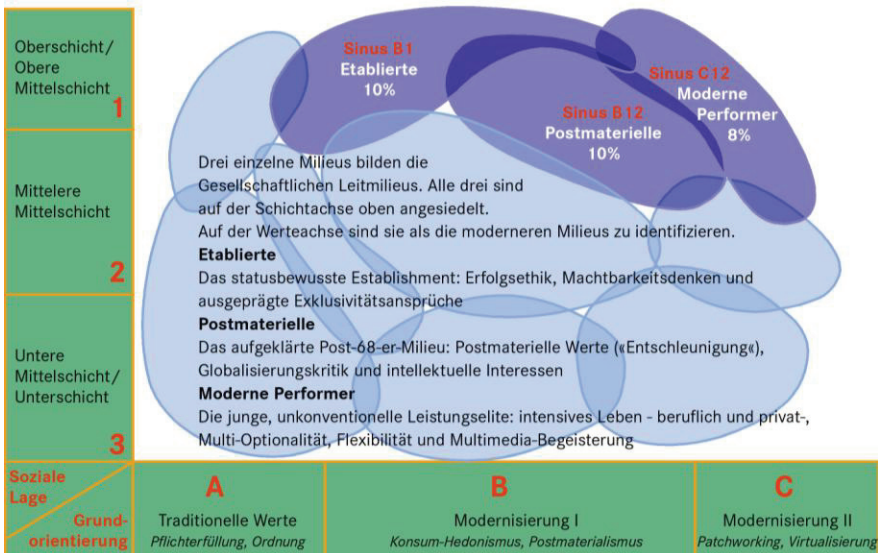 Oberschicht/
Obere
Mittelschicht
1
Mittelere
Mittelschicht
2
Untere
Mittelschicht/
Unterschicht
3
Sinus B1
Etablierte
10%
Sinus B12
Postmaterielle
10%
Sinus C12
Moderne
Performer
8%
Drei einzelne Milieus bilden die
Gesellschaftlichen Leitmilieus. Alle drei sind
auf der Schichtachse oben angesiedelt.
Auf der Werteachse sind sie als die moderneren Milieus zu identifizieren.
Etablierte
Das statusbewusste Establishment: Erfolgsethik, Machtbarkeitsdenken und
ausgeprägte Exklusivitätsansprüche
Postmaterielle
Das aufgeklärte Post-68-er-Milieu: Postmaterielle Werte («Entschleunigung«),
Globalisierungskritik und intellektuelle Interessen
Moderne Performer
Die junge, unkonventionelle Leistungselite: intensives Leben - beruflich und privat-,
Multi-Optionalität, Flexibilität und Multimedia-Begeisterung
Soziale
Lage
Grund-
orientierung
A
Traditionelle Werte
Pflichterfüllung, Ordnung
B
Modernisierung I
Konsum-Hedonismus, Postmaterialismus
C
Modernisierung II
Patchworking, Virtualisierung